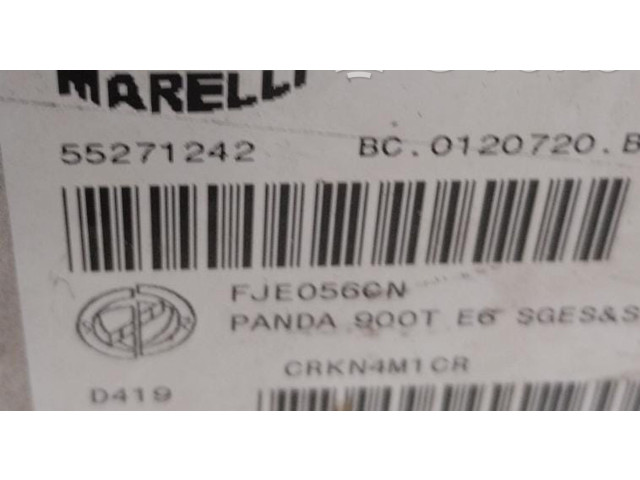 MARELLI
55271242 BC.0120720.B
FJE056CN
PANDA 900T E6 SGES&S
CRKN4M1CR
D419